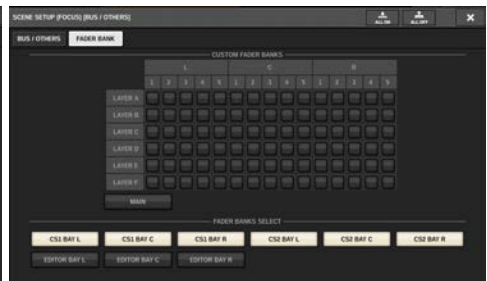 SCENE SETUP (FOCUS) [BUS / OTHERS]
ALL ON
ALL OFF
BUS / OTHERS
FADER BANK
CUSTOM FADER BANKS
L C R
1 2 3 4 5 1 2 3 4 5 1 2 3 4 5
LAYER A
LAYER B
LAYER C
LAYER D
LAYER E
LAYER F
MAIN
FADER BANKS SELECT
CS1 BAY L CS1 BAY C CS1 BAY R CS2 BAY L CS2 BAY C CS2 BAY R
EDITOR BAY L EDITOR BAY C EDITOR BAY R